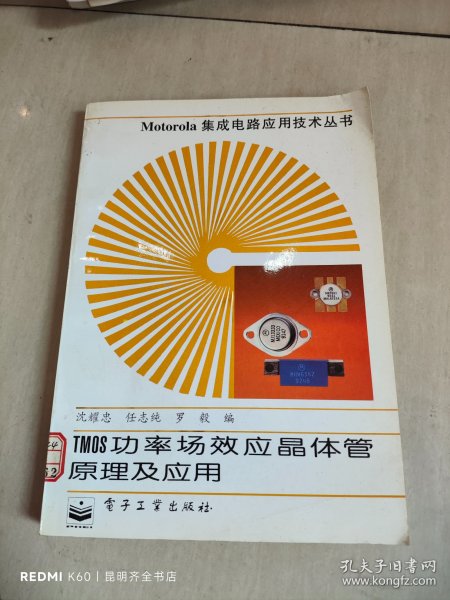 Motorola 集成电路应用技术丛书
沈耀忠 任志纯 罗毅 编
TMOS功率场效应晶体管
原理及应用
PHEI
電子工業出版社
REDMI K60 | 昆明齐全书店
孔夫子旧书网
www.kongfz.com